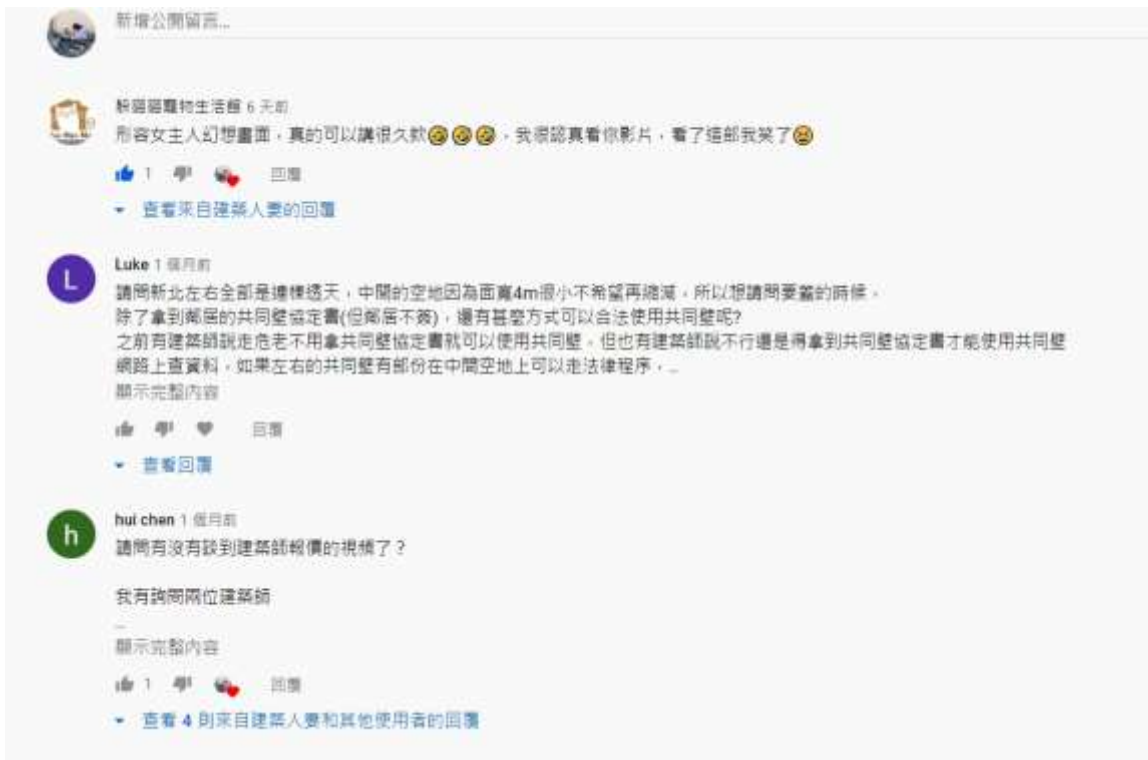 新增公開留言...
寵物生活館 6 天前
形容女主人幻想畫面，真的可以講很久欸🤣🤣🤣，我很認真看你影片，看了這部我笑了😆
1 回覆
查看來自建築人妻的回覆
L
Luke 1 個月前
請問新北左右全部是連棟透天，中間的空地因為面寬4m很小不希望再縮減，所以想請問要蓋的時候，
除了拿到鄰居的共同壁協定書(但鄰居不簽)，還有甚麼方式可以合法使用共同壁呢?
之前有建築師說走危老不用拿共同壁協定書就可以使用共同壁，但也有建築師說不行還是得拿到共同壁協定書才能使用共同壁
網路上查資料，如果左右的共同壁有部份在中間空地上可以走法律程序，...
顯示完整內容
回覆
查看回覆
h
hui chen 1 個月前
請問有沒有談到建築師報價的視頻了？
我有詢問兩位建築師
...
顯示完整內容
1 回覆
查看 4 則來自建築人妻和其他使用者的回覆